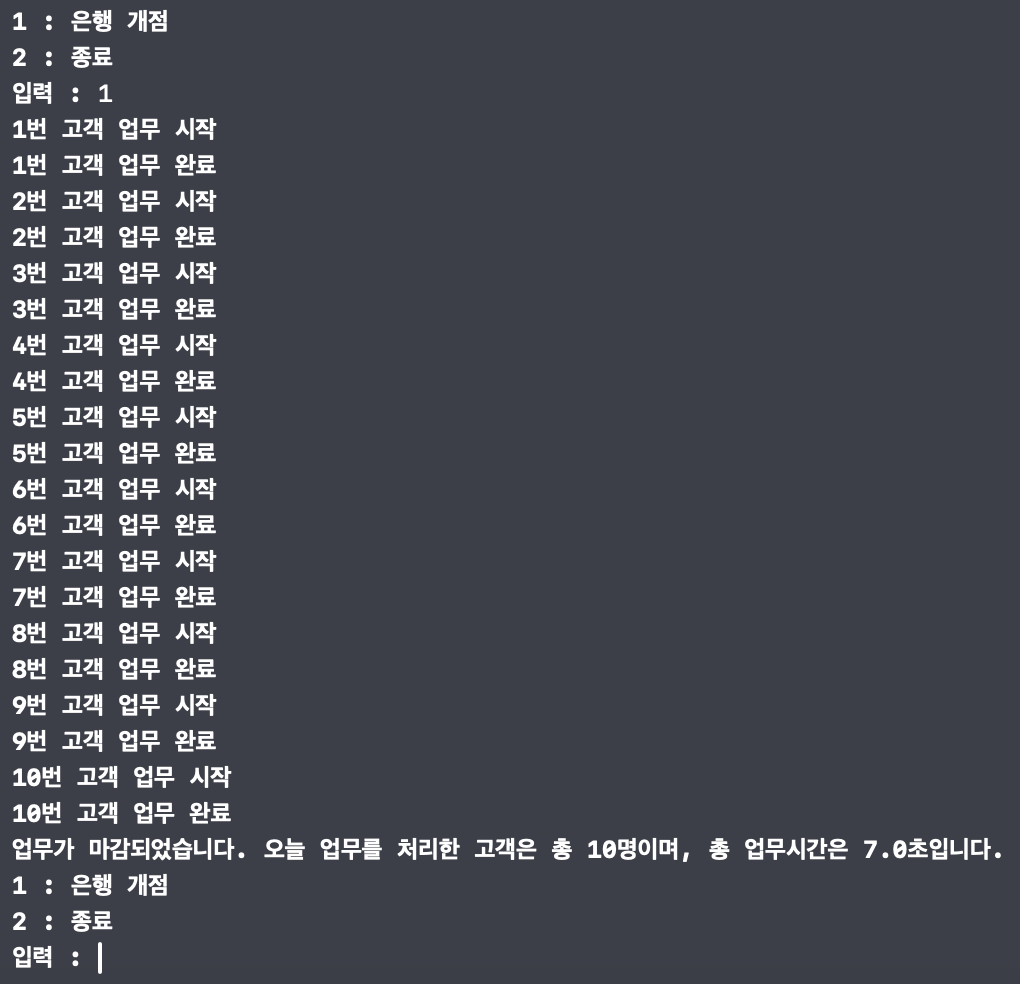 1 : 은행 개점
2 : 종료
입력 : 1
1번 고객 업무 시작
1번 고객 업무 완료
2번 고객 업무 시작
2번 고객 업무 완료
3번 고객 업무 시작
3번 고객 업무 완료
4번 고객 업무 시작
4번 고객 업무 완료
5번 고객 업무 시작
5번 고객 업무 완료
6번 고객 업무 시작
6번 고객 업무 완료
7번 고객 업무 시작
7번 고객 업무 완료
8번 고객 업무 시작
8번 고객 업무 완료
9번 고객 업무 시작
9번 고객 업무 완료
10번 고객 업무 시작
10번 고객 업무 완료
업무가 마감되었습니다. 오늘 업무를 처리한 고객은 총 10명이며, 총 업무시간은 7.0초입니다.
1 : 은행 개점
2 : 종료
입력 :